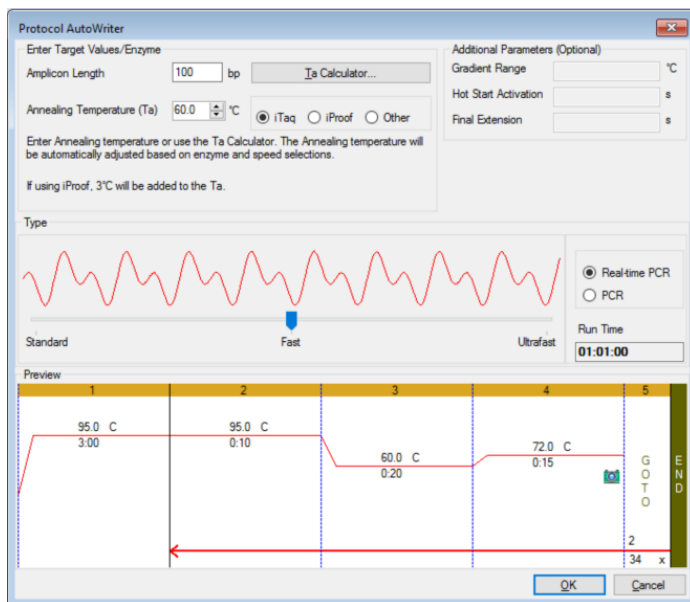 Protocol AutoWriter
Enter Target Values/Enzyme
Amplicon Length 100 bp Ta Calculator...
Annealing Temperature (Ta) 60.0 °C iTaq iProof Other
Enter Annealing temperature or use the Ta Calculator. The Annealing temperature will
be automatically adjusted based on enzyme and speed selections.
If using iProof, 3°C will be added to the Ta.
Additional Parameters (Optional)
Gradient Range °C
Hot Start Activation s
Final Extension s
Type
Standard Fast Ultrafast
Real-time PCR
PCR
Run Time
01:01:00
Preview
1 2 3 4 5
95.0 C
3:00
95.0 C
0:10
60.0 C
0:20
72.0 C
0:15
GOTO
END
2
34 x
OK Cancel